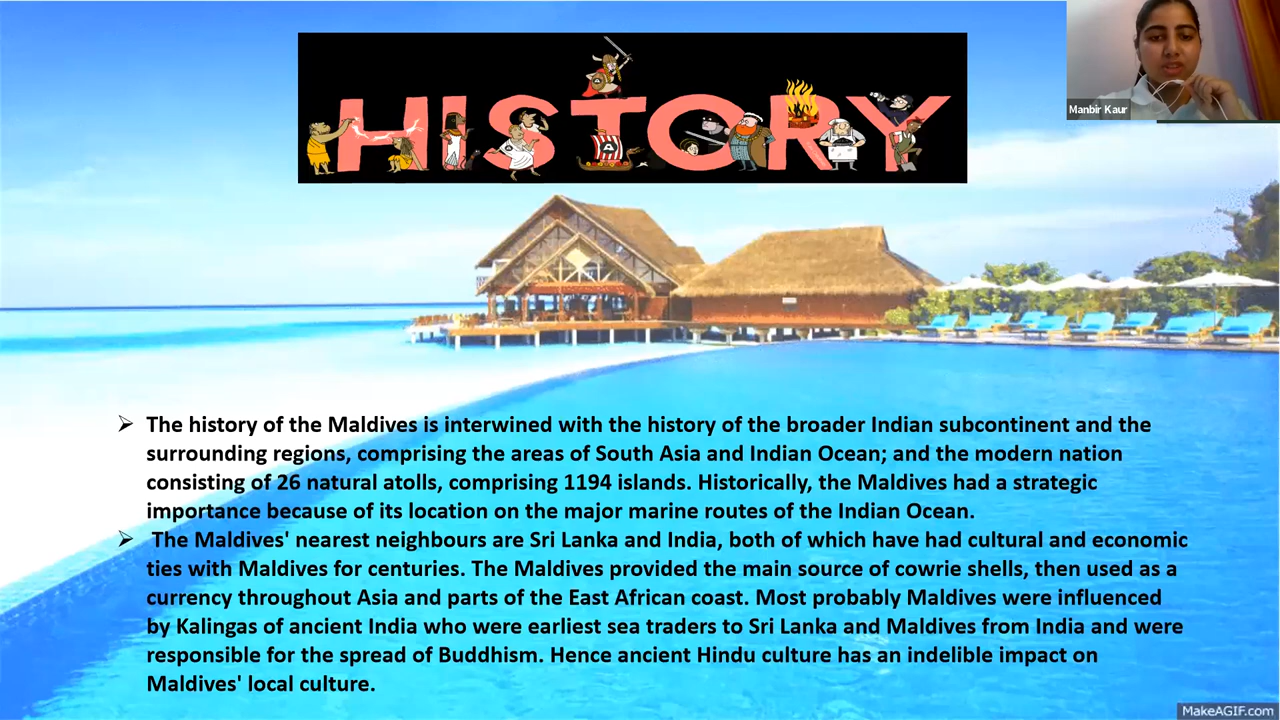 HISTORY
Manbir Kaur
➢ The history of the Maldives is interwined with the history of the broader Indian subcontinent and the
surrounding regions, comprising the areas of South Asia and Indian Ocean; and the modern nation
consisting of 26 natural atolls, comprising 1194 islands. Historically, the Maldives had a strategic
importance because of its location on the major marine routes of the Indian Ocean.
➢ The Maldives' nearest neighbours are Sri Lanka and India, both of which have had cultural and economic
ties with Maldives for centuries. The Maldives provided the main source of cowrie shells, then used as a
currency throughout Asia and parts of the East African coast. Most probably Maldives were influenced
by Kalingas of ancient India who were earliest sea traders to Sri Lanka and Maldives from India and were
responsible for the spread of Buddhism. Hence ancient Hindu culture has an indelible impact on
Maldives' local culture.
MakeAGIF.com